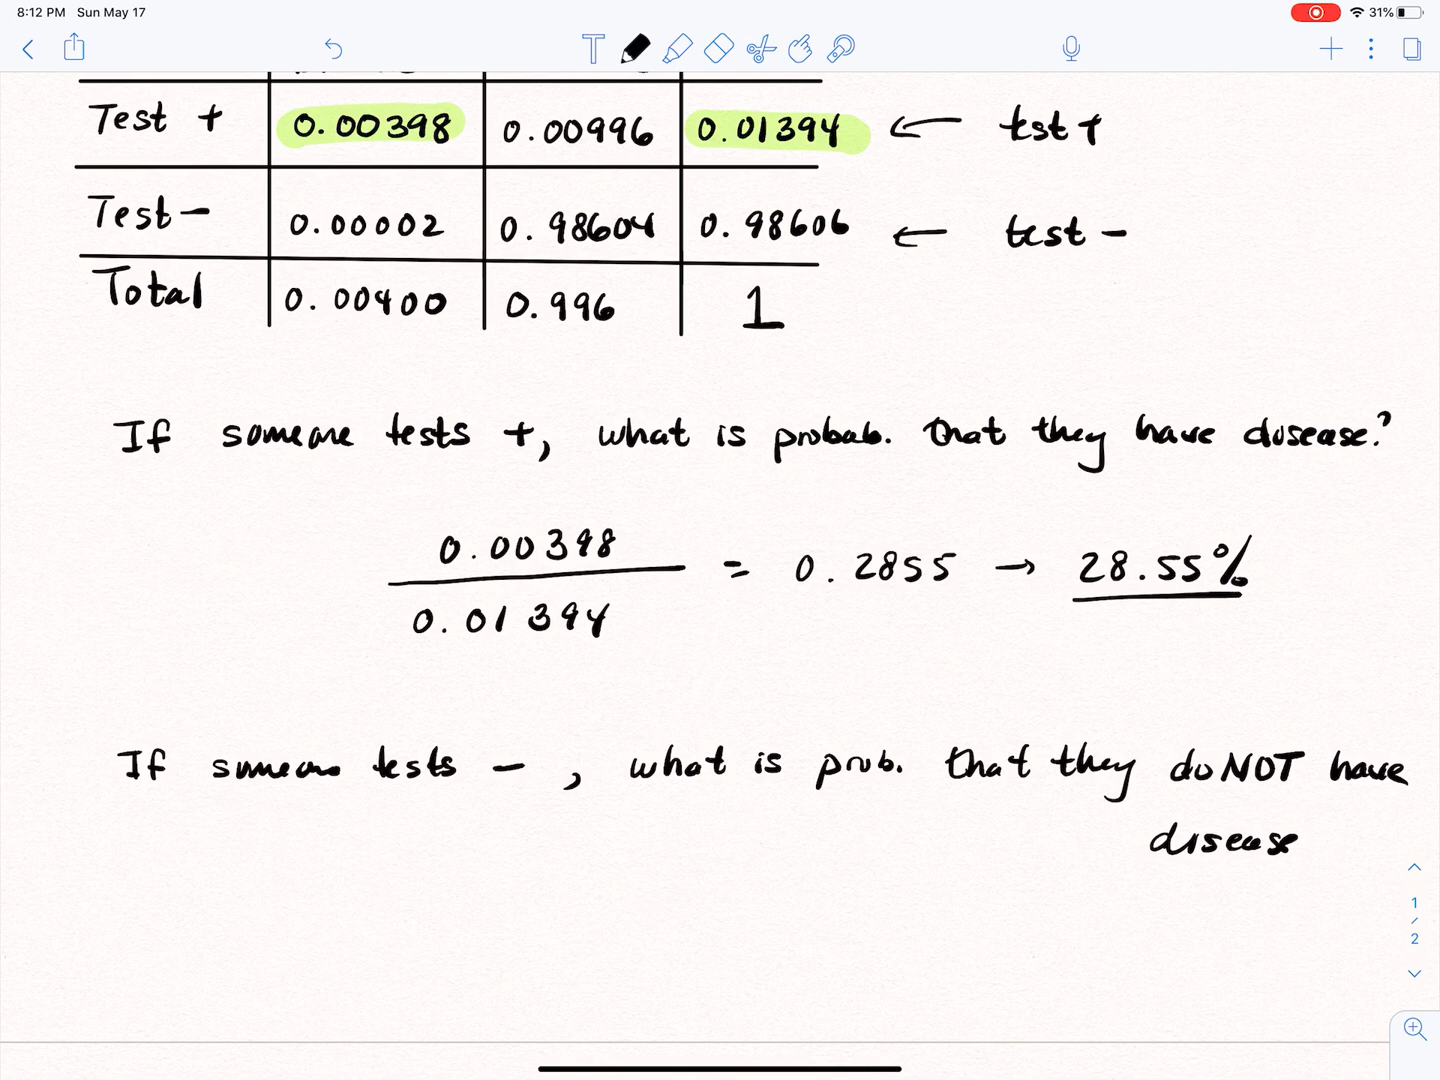 8:12 PM Sun May 17
31%
Test + 0.00398 0.00996 0.01394 ← tst +
Test - 0.00002 0.98604 0.98606 ← test -
Total 0.00400 0.996 1
If someone tests +, what is probab. that they have disease?
0.00398
= 0.2855 → 28.55%
0.01394
If someone tests - , what is prob. that they do NOT have
disease
1
/
2